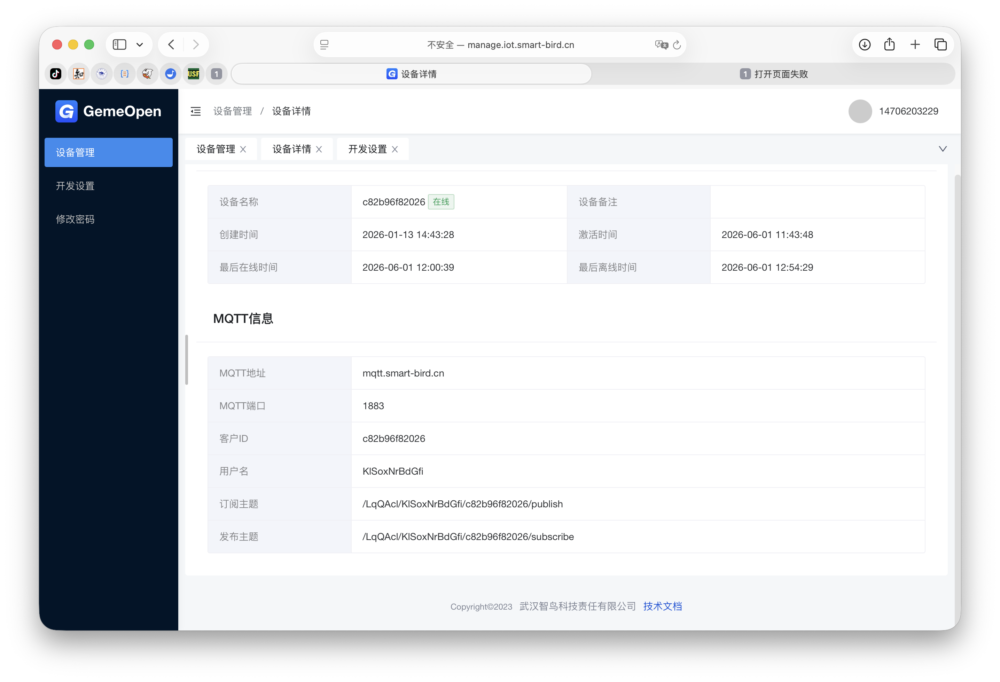 不安全 — manage.iot.smart-bird.cn
知 {≡} USF 1 设备详情 1 打开页面失败
G GemeOpen
设备管理 / 设备详情
14706203229
设备管理
开发设置
修改密码
设备管理 设备详情 开发设置
设备名称 c82b96f82026 在线 设备备注
创建时间 2026-01-13 14:43:28 激活时间 2026-06-01 11:43:48
最后在线时间 2026-06-01 12:00:39 最后离线时间 2026-06-01 12:54:29
MQTT信息
MQTT地址 mqtt.smart-bird.cn
MQTT端口 1883
客户ID c82b96f82026
用户名 KlSoxNrBdGfi
订阅主题 /LqQAcl/KlSoxNrBdGfi/c82b96f82026/publish
发布主题 /LqQAcl/KlSoxNrBdGfi/c82b96f82026/subscribe
Copyright©2023 武汉智鸟科技责任有限公司 技术文档